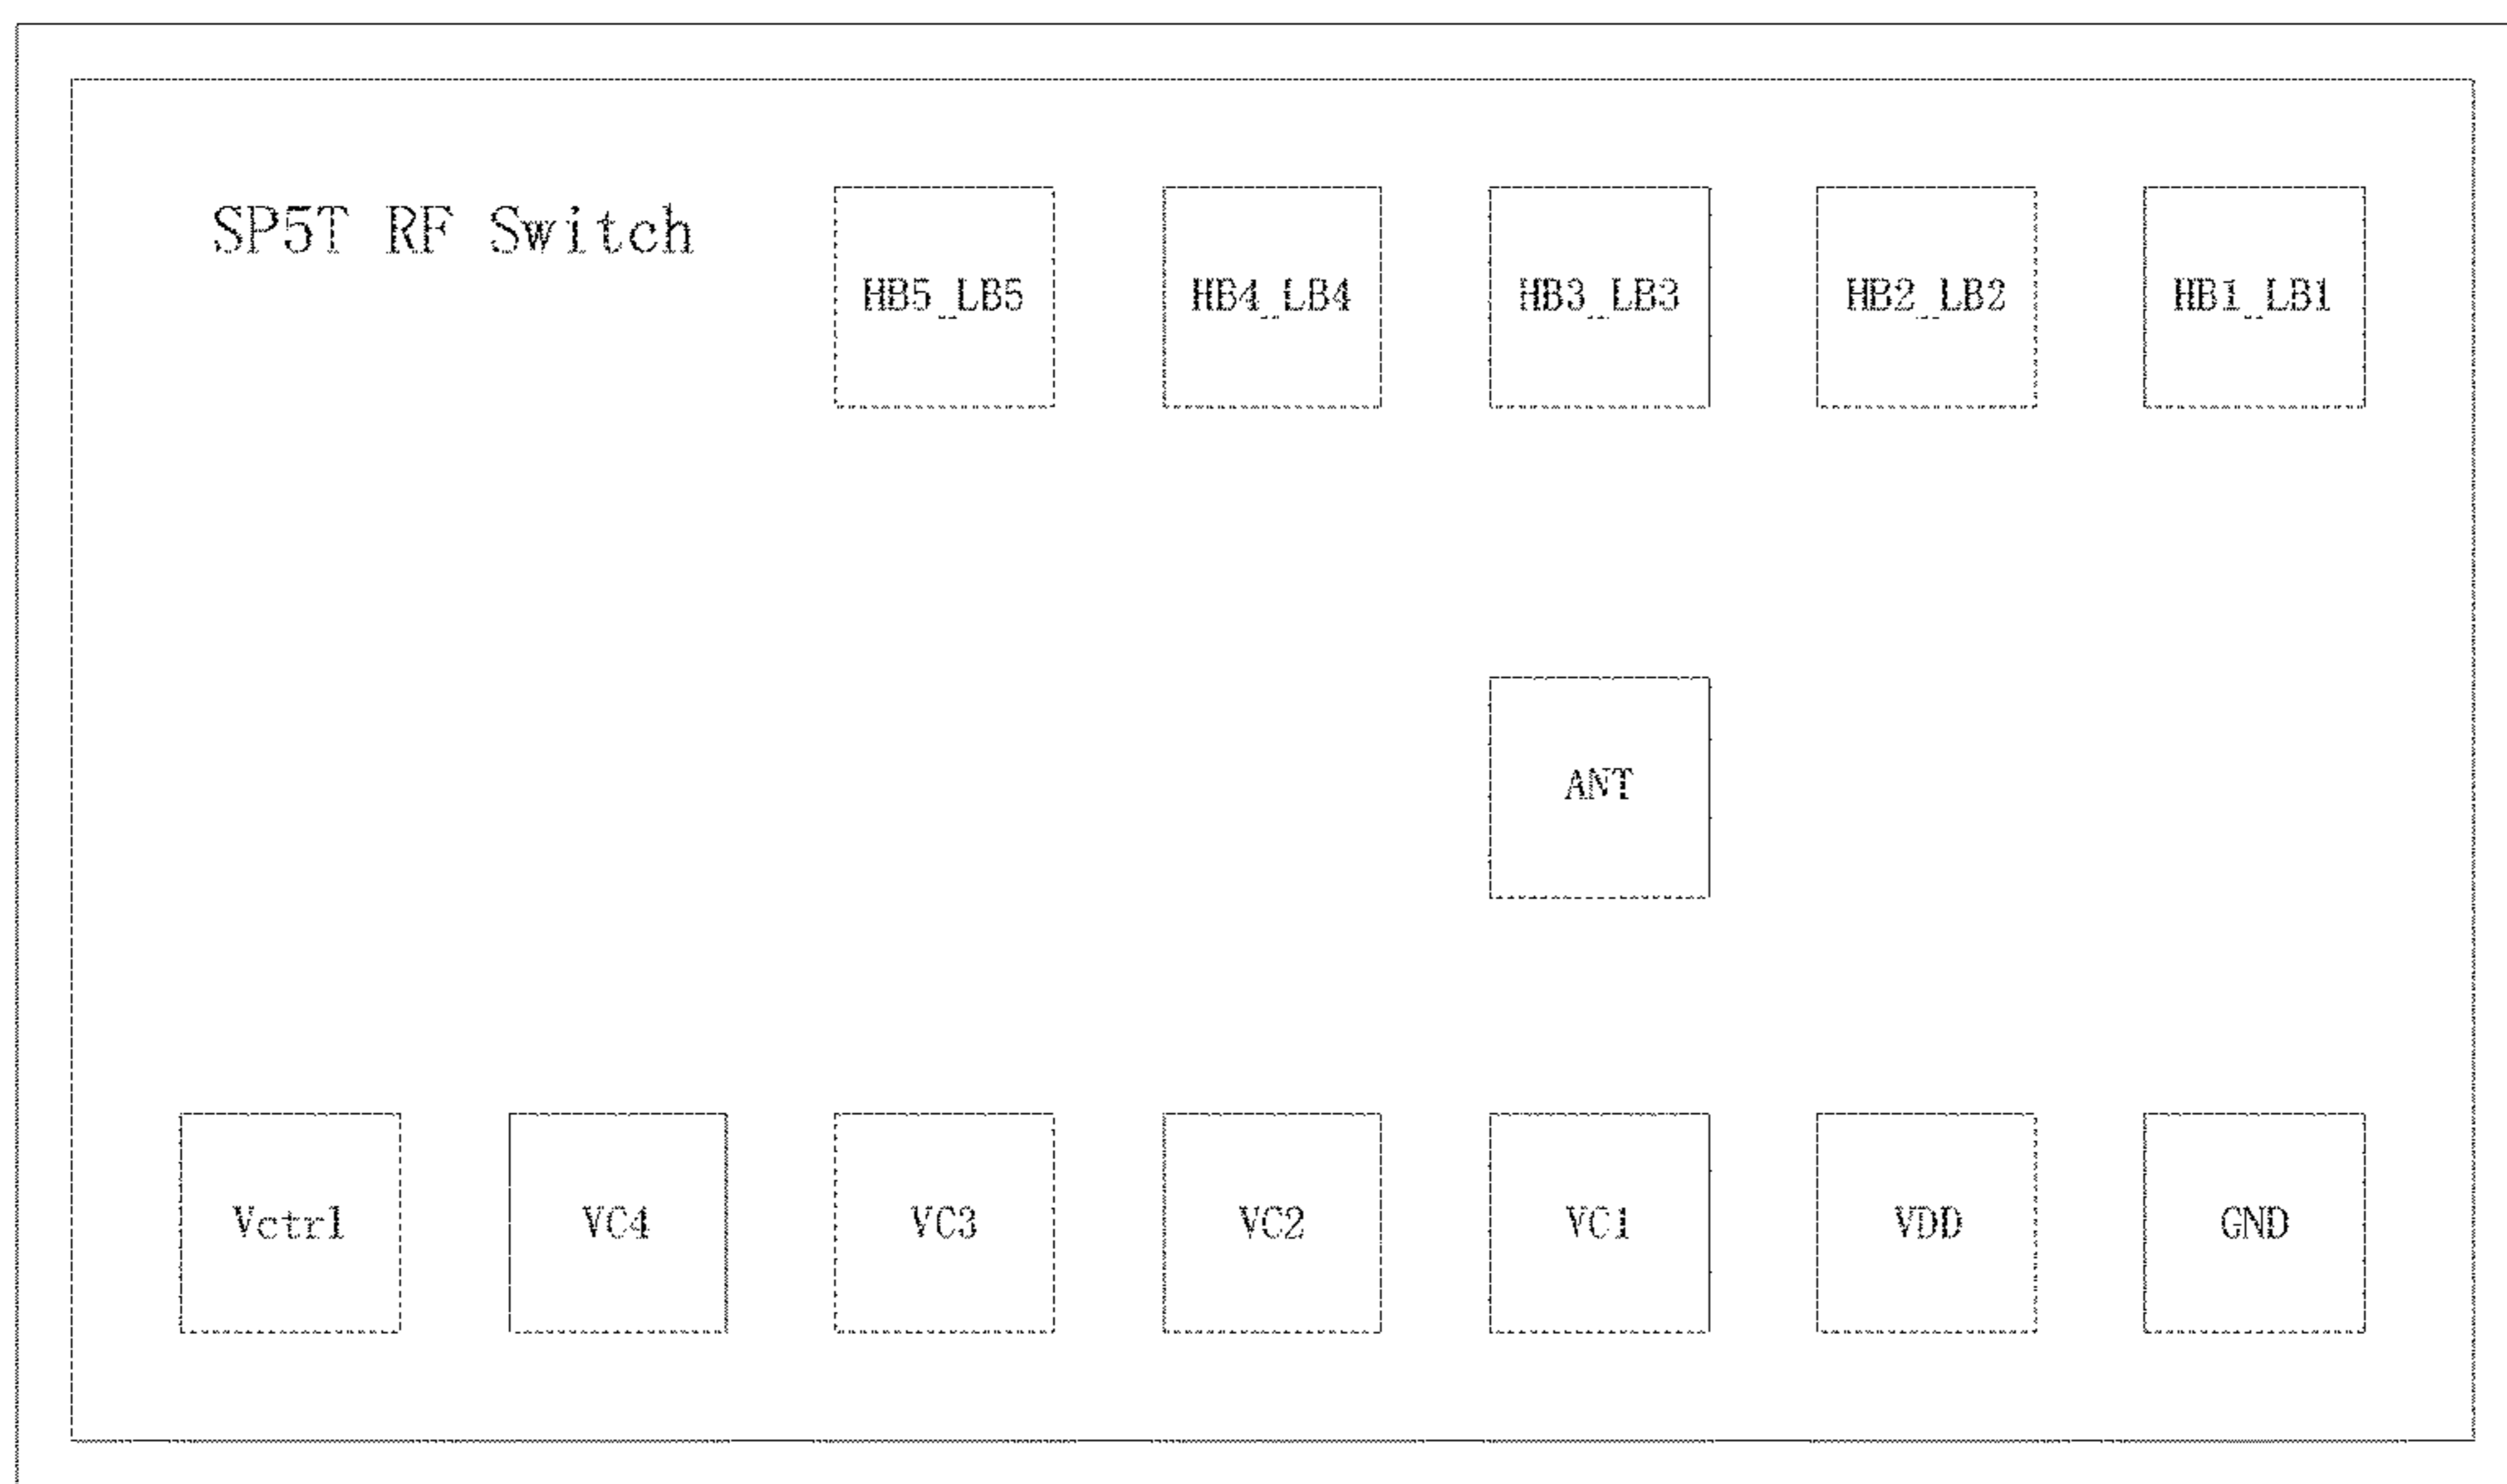 SP5T RF Switch
HB5_LB5 HB4_LB4 HB3_LB3 HB2_LB2 HB1_LB1
ANT
Vctrl VC4 VC3 VC2 VC1 VDD GND